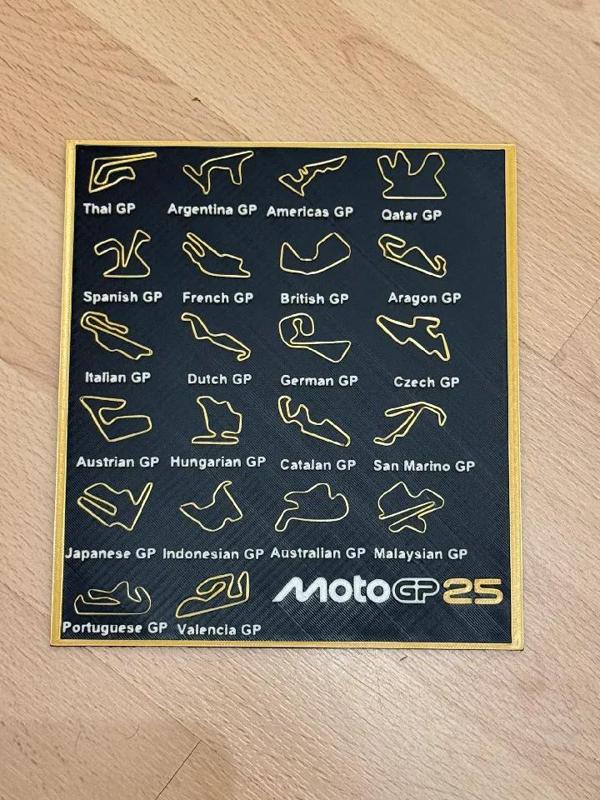 Thai GP Argentina GP Americas GP Qatar GP
Spanish GP French GP British GP Aragon GP
Italian GP Dutch GP German GP Czech GP
Austrian GP Hungarian GP Catalan GP San Marino GP
Japanese GP Indonesian GP Australian GP Malaysian GP
Portuguese GP Valencia GP MotoGP 25